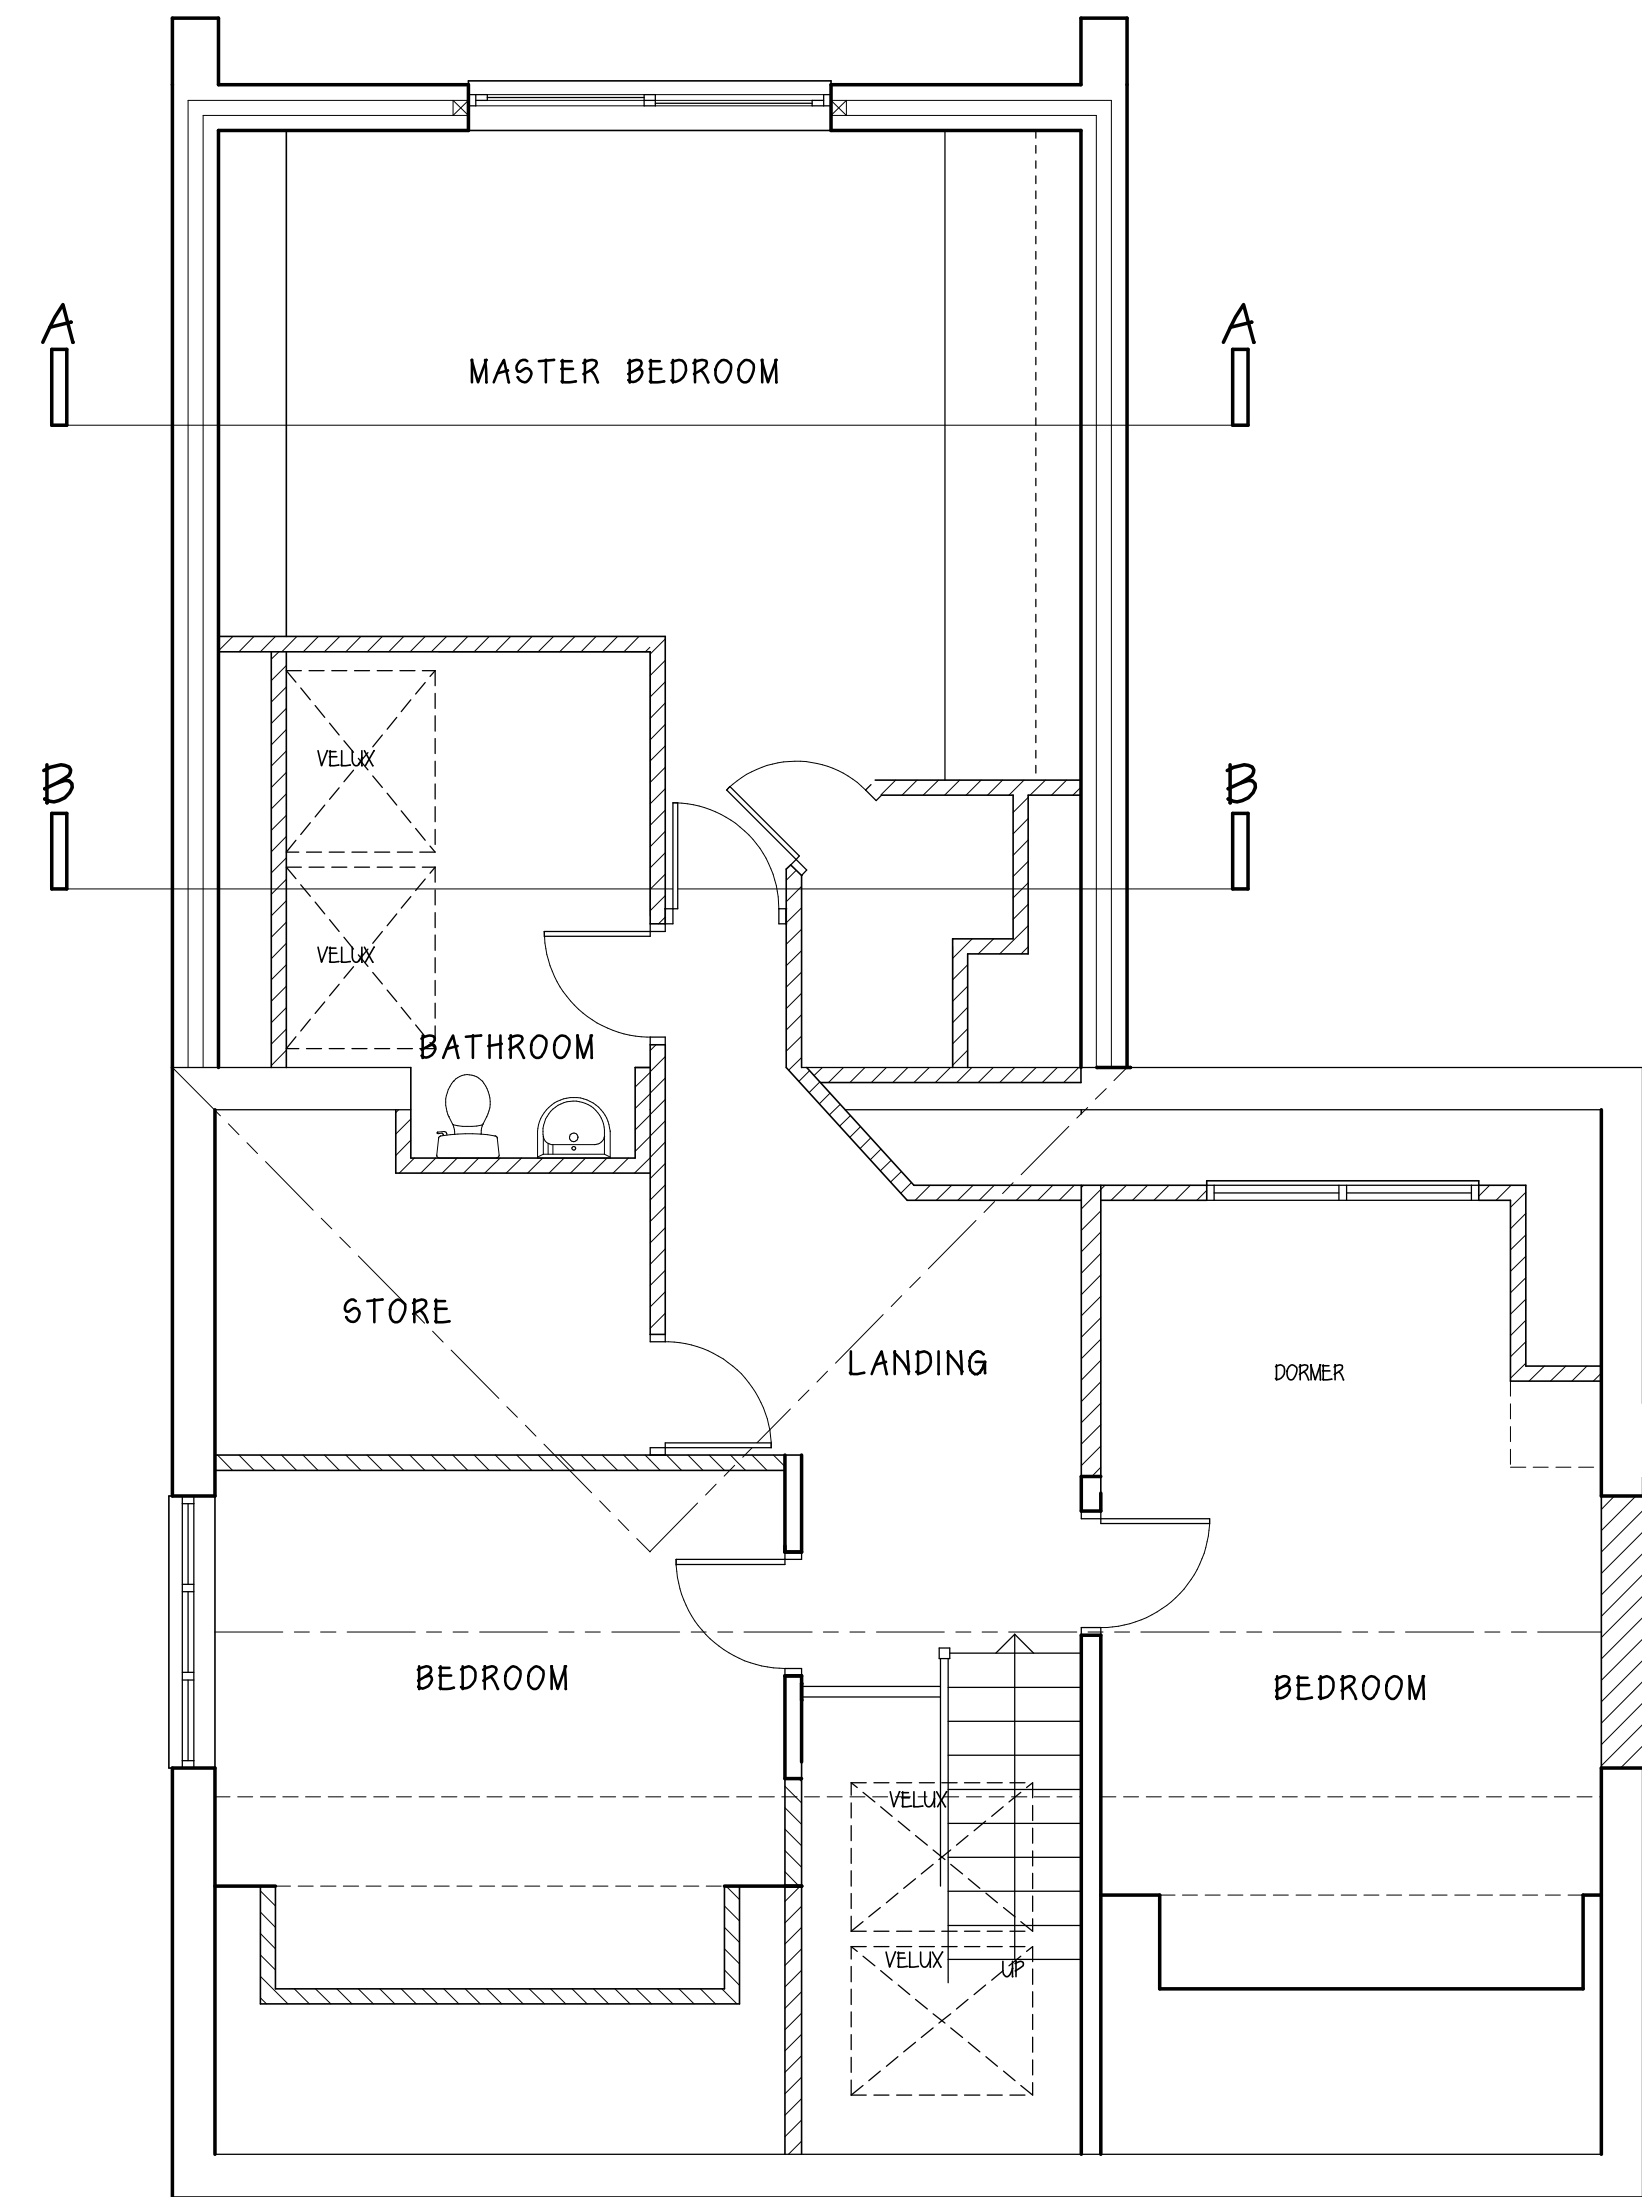 A
A
MASTER BEDROOM
VELUX
B
B
VELUX
BATHROOM
STORE
LANDING
DORMER
BEDROOM
BEDROOM
VELUX
VELUX
UP